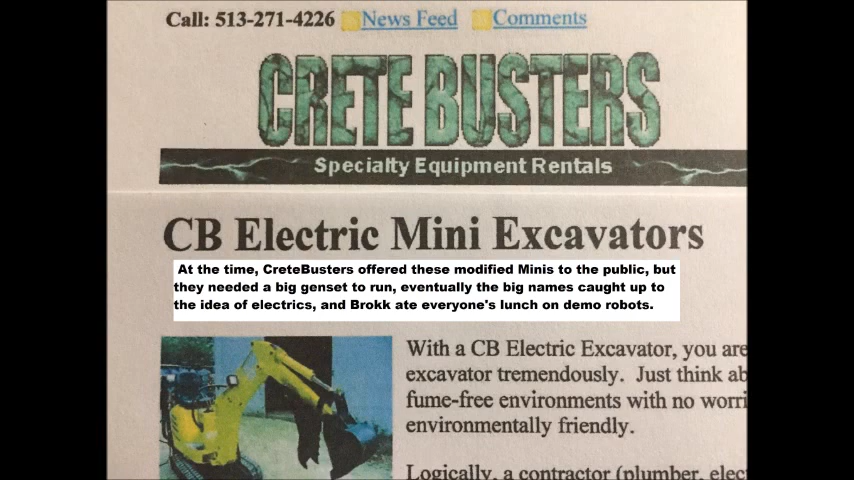 Call: 513-271-4226 News Feed Comments
CRETE BUSTERS
Specialty Equipment Rentals
CB Electric Mini Excavators
At the time, CreteBusters offered these modified Minis to the public, but
they needed a big genset to run, eventually the big names caught up to
the idea of electrics, and Brokk ate everyone's lunch on demo robots.
With a CB Electric Excavator, you are
excavator tremendously. Just think ab
fume-free environments with no worri
environmentally friendly.
Logically, a contractor (plumber, elec